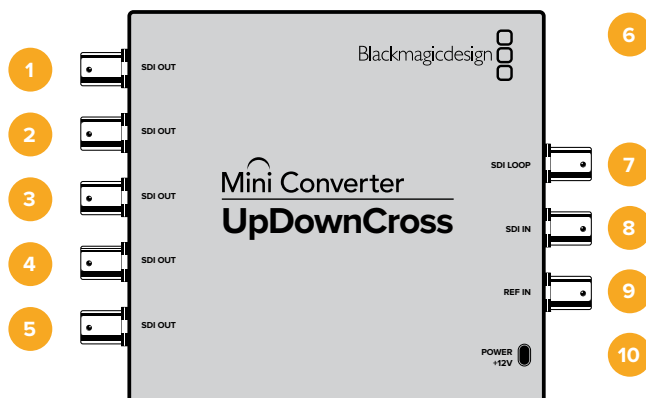 Blackmagicdesign
6
1
SDI OUT
2
SDI OUT
SDI LOOP
7
3
SDI OUT
Mini Converter
UpDownCross
SDI IN
8
4
SDI OUT
REF IN
9
5
SDI OUT
POWER
+12V
10